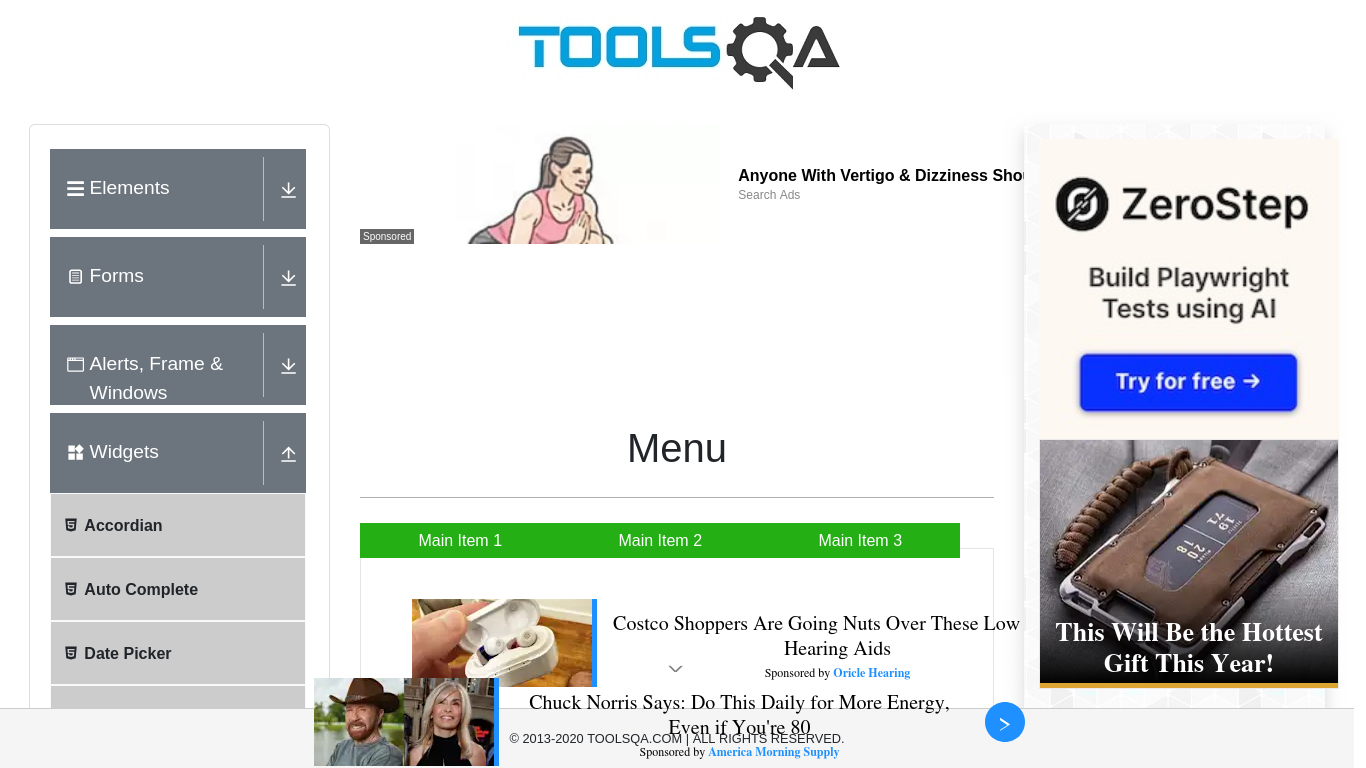 TOOLSQA
Elements
Forms
Alerts, Frame &
Windows
Widgets
Accordian
Auto Complete
Date Picker
Anyone With Vertigo & Dizziness Shou
Search Ads
Sponsored
Menu
Main Item 1
Main Item 2
Main Item 3
Costco Shoppers Are Going Nuts Over These Low
Hearing Aids
Sponsored by Oricle Hearing
Chuck Norris Says: Do This Daily for More Energy,
Even if You're 80
Sponsored by America Morning Supply
© 2013-2020 TOOLSQA.COM | ALL RIGHTS RESERVED.
ZeroStep
Build Playwright
Tests using AI
Try for free →
This Will Be the Hottest
Gift This Year!